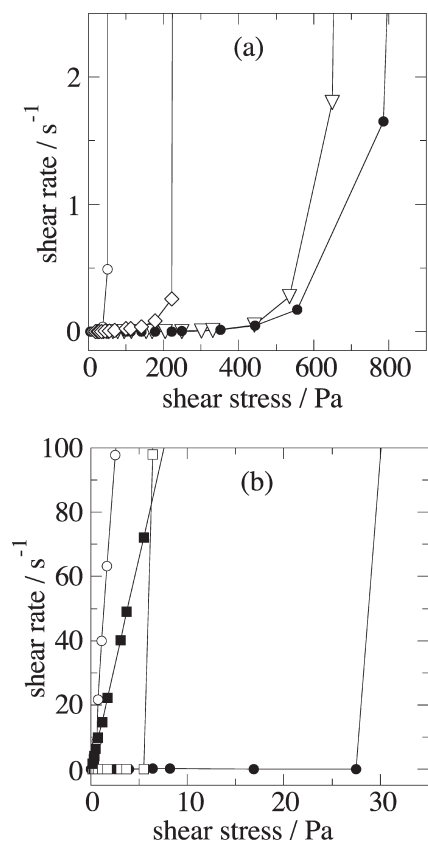 (a)
2
1
0
shear rate / s⁻¹
0 200 400 600 800
shear stress / Pa
(b)
100
80
60
40
20
0
shear rate / s⁻¹
0 10 20 30
shear stress / Pa